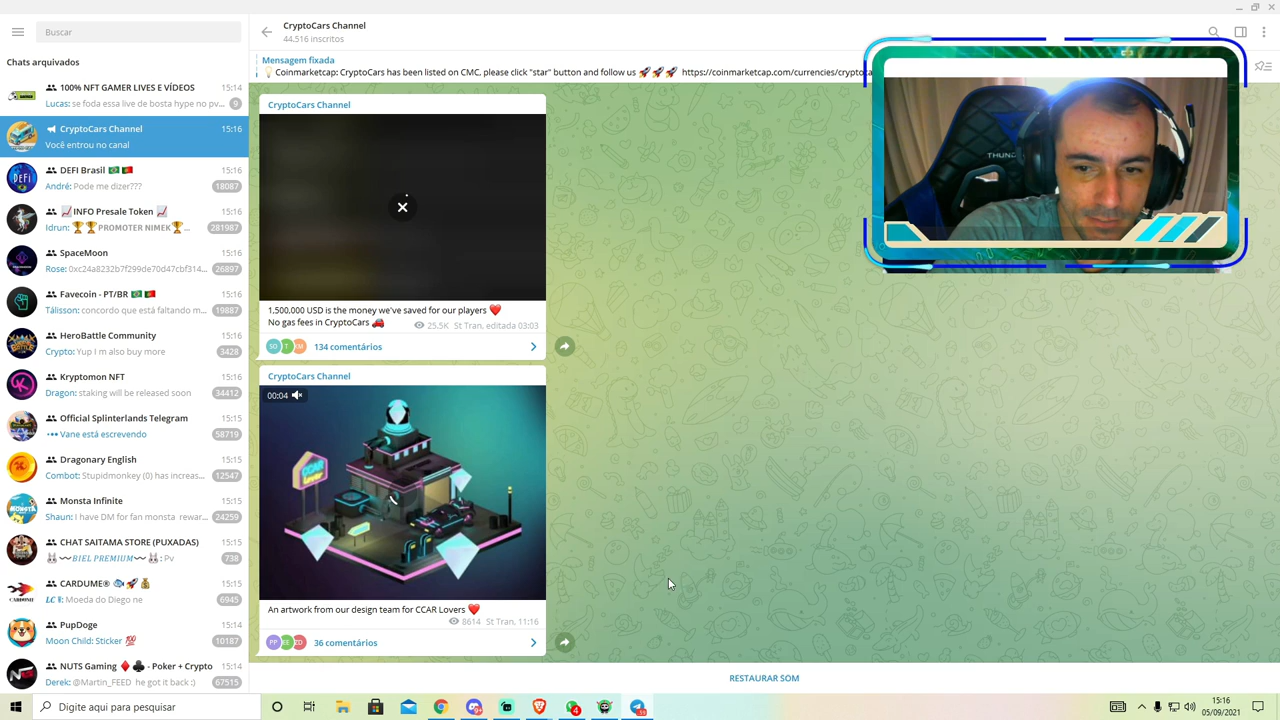 Buscar
CryptoCars Channel
44.516 inscritos
Chats arquivados
Mensagem fixada
💡 Coinmarketcap: CryptoCars has been listed on CMC, please click "star" button and follow us 🚀 🚀 🚀 https://coinmarketcap.com/currencies/cryptoca
100% NFT GAMER LIVES E VÍDEOS 15:14
Lucas: se foda essa live de bosta hype no pv... 9
CryptoCars Channel 15:16
Você entrou no canal
DEFI Brasil 🇧🇷 🇵🇹 15:16
André: Pode me dizer??? 18087
📈INFO Presale Token 📈 15:16
Idrun: 🏆🏆PROMOTER NIMEK🏆... 281987
SpaceMoon 15:16
Rose: 0xc24a8232b7f299de70d47cbf314... 26897
Favecoin - PT/BR 🇧🇷 🇵🇹 15:16
Tálisson: concordo que está faltando m... 19887
HeroBattle Community 15:16
Crypto: Yup I m also buy more 3428
Kryptomon NFT 15:16
Dragon: staking will be released soon 34412
Official Splinterlands Telegram 15:15
Vane está escrevendo 58719
Dragonary English 15:15
Combot: Stupidmonkey (0) has increas... 12547
Monsta Infinite 15:15
Shaun: I have DM for fan monsta rewar... 24259
CHAT SAITAMA STORE (PUXADAS) 15:15
BIEL PREMIUM : Pv 738
CARDUME® 🐟 🚀 💰 15:15
Moeda do Diego ne 6945
PupDoge 15:14
Moon Child: Sticker 💯 10187
NUTS Gaming ♦️ ♣️ - Poker + Crypto 15:14
Derek: @Martin_FEED he got it back :) 67515
CryptoCars Channel
1,500,000 USD is the money we've saved for our players ❤️
No gas fees in CryptoCars 🚗
25.5K St Tran, editada 03:03
SO T EM 134 comentários
CryptoCars Channel
00:04
CCAR
Lover
An artwork from our design team for CCAR Lovers ❤️
8614 St Tran, 11:16
PP EE ZD 36 comentários
RESTAURAR SOM
THUND
Digite aqui para pesquisar
15:16
05/09/2021